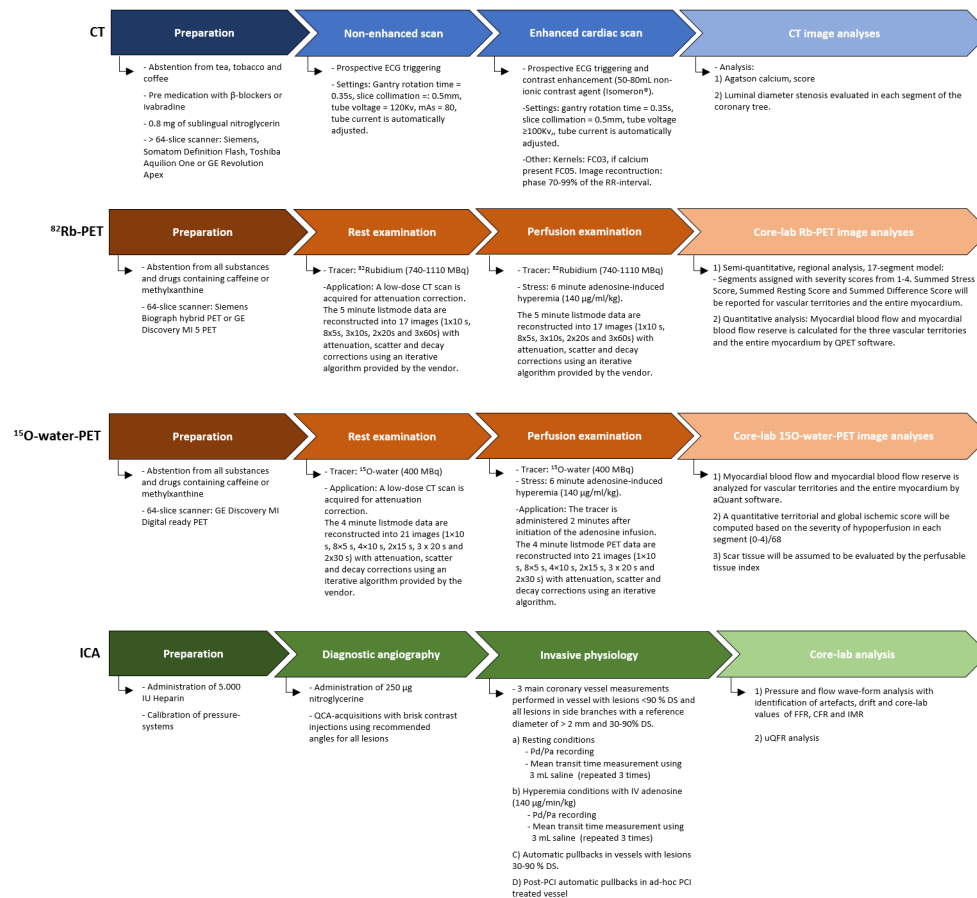 CT
Preparation
Non-enhanced scan
Enhanced cardiac scan
CT image analyses
- Abstention from tea, tobacco and
coffee
- Pre medication with β-blockers or
ivabradine
- 0.8 mg of sublingual nitroglycerin
- > 64-slice scanner: Siemens,
Somatom Definition Flash, Toshiba
Aquilion One or GE Revolution
Apex
- Prospective ECG triggering
- Settings: Gantry rotation time =
0.35s, slice collimation =: 0.5mm,
tube voltage = 120Kv, mAs = 80,
tube current is automatically
adjusted.
- Prospective ECG triggering and
contrast enhancement (50-80mL non-
ionic contrast agent (Isomeron®).
-Settings: gantry rotation time = 0.35s,
slice collimation = 0.5mm, tube voltage
≥100Kv,, tube current is automatically
adjusted.
-Other: Kernels: FC03, if calcium
present FC05. Image recontruction:
phase 70-99% of the RR-interval.
- Analysis:
1) Agatson calcium, score
2) Luminal diameter stenosis evaluated in each segment of the
coronary tree.
⁸²Rb-PET
Preparation
Rest examination
Perfusion examination
Core-lab Rb-PET image analyses
- Abstention from all substances
and drugs containing caffeine or
methylxanthine
- 64-slice scanner: Siemens
Biograph hybrid PET or GE
Discovery MI 5 PET
- Tracer: ⁸²Rubidium (740-1110 MBq)
-Application: A low-dose CT scan is
acquired for attenuation correction.
The 5 minute listmode data are
reconstructed into 17 images (1x10 s,
8x5s, 3x10s, 2x20s and 3x60s) with
attenuation, scatter and decay
corrections using an iterative
algorithm provided by the vendor.
- Tracer: ⁸²Rubidium (740-1110 MBq)
- Stress: 6 minute adenosine-induced
hyperemia (140 µg/ml/kg).
The 5 minute listmode data are
reconstructed into 17 images (1x10 s,
8x5s, 3x10s, 2x20s and 3x60s) with
attenuation, scatter and decay
corrections using an iterative
algorithm provided by the vendor.
1) Semi-quantitative, regional analysis, 17-segment model:
- Segments assigned with severity scores from 1-4. Summed Stress
Score, Summed Resting Score and Summed Difference Score will
be reported for vascular territories and the entire myocardium.
2) Quantitative analysis: Myocardial blood flow and myocardial
blood flow reserve is calculated for the three vascular territories
and the entire myocardium by QPET software.
¹⁵O-water-PET
Preparation
Rest examination
Perfusion examination
Core-lab 15O-water-PET image analyses
- Abstention from all substances
and drugs containing caffeine or
methylxanthine
- 64-slice scanner: GE Discovery MI
Digital ready PET
- Tracer: ¹⁵O-water (400 MBq)
- Application: A low-dose CT scan is
acquired for attenuation
correction.
The 4 minute listmode data are
reconstructed into 21 images (1×10
s, 8×5 s, 4×10 s, 2x15 s, 3 x 20 s and
2x30 s) with attenuation, scatter
and decay corrections using an
iterative algorithm provided by the
vendor.
- Tracer: ¹⁵O-water (400 MBq)
- Stress: 6 minute adenosine-induced
hyperemia (140 µg/ml/kg).
-Application: The tracer is
administered 2 minutes after
initiation of the adenosine infusion.
The 4 minute listmode PET data are
reconstructed into 21 images (1×10
s, 8×5 s, 4×10 s, 2x15 s, 3 x 20 s and
2x30 s) with attenuation, scatter and
decay corrections using an iterative
algorithm.
1) Myocardial blood flow and myocardial blood flow reserve is
analyzed for vascular territories and the entire myocardium by
aQuant software.
2) A quantitative territorial and global ischemic score will be
computed based on the severity of hypoperfusion in each
segment (0-4)/68
3) Scar tissue will be assumed to be evaluated by the perfusable
tissue index
ICA
Preparation
Diagnostic angiography
Invasive physiology
Core-lab analysis
- Administration of 5.000
IU Heparin
- Calibration of pressure-
systems
- Administration of 250 µg
nitroglycerine
- QCA-acquisitions with brisk contrast
injections using recommended
angles for all lesions
- 3 main coronary vessel measurements
performed in vessel with lesions <90 % DS and
all lesions in side branches with a reference
diameter of > 2 mm and 30-90% DS.
a) Resting conditions
- Pd/Pa recording
- Mean transit time measurement using
3 mL saline (repeated 3 times)
b) Hyperemia conditions with IV adenosine
(140 µg/min/kg)
- Pd/Pa recording
- Mean transit time measurement using
3 mL saline (repeated 3 times)
C) Automatic pullbacks in vessels with lesions
30-90 % DS.
D) Post-PCI automatic pullbacks in ad-hoc PCI
treated vessel
1) Pressure and flow wave-form analysis with
identification of artefacts, drift and core-lab
values of FFR, CFR and IMR
2) uQFR analysis